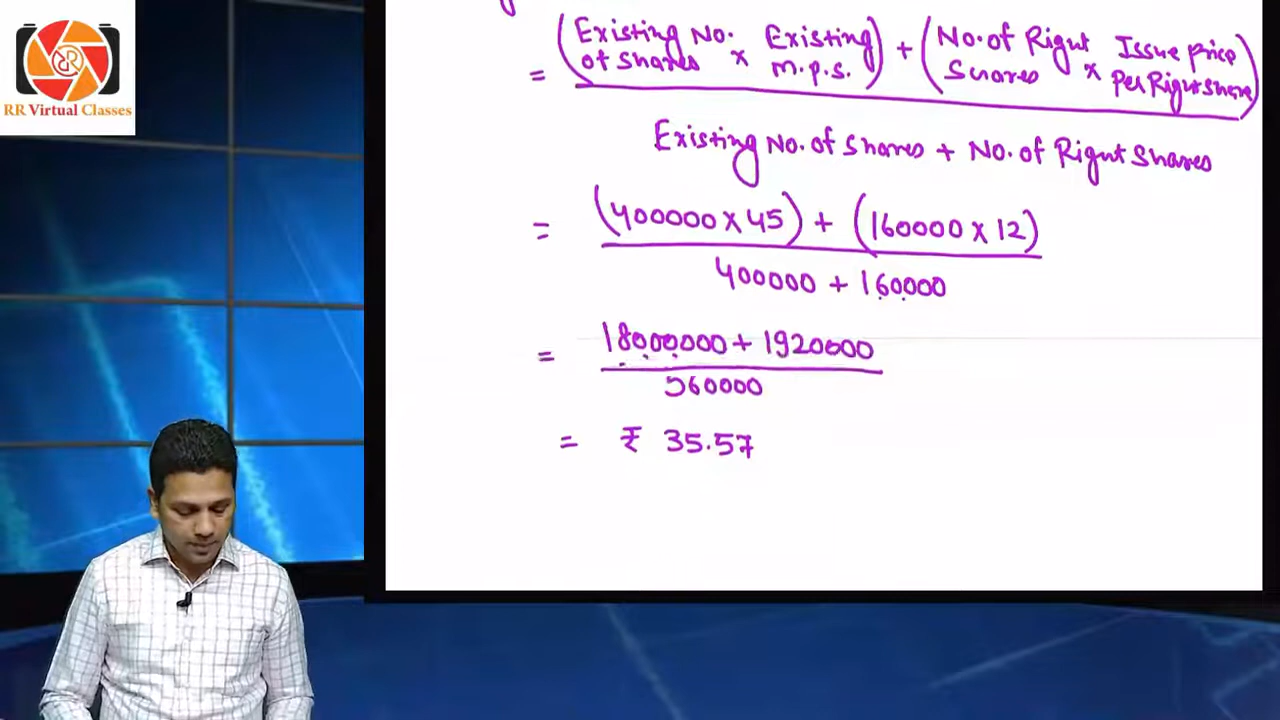 RR Virtual Classes
= (Existing No. of Shares × Existing m.p.s.) + (No. of Right Shares × Issue Price Per Right Share)
Existing No. of Shares + No. of Right Shares
= (400000 × 45) + (160000 × 12)
400000 + 160000
= 18000000 + 1920000
560000
= ₹ 35.57